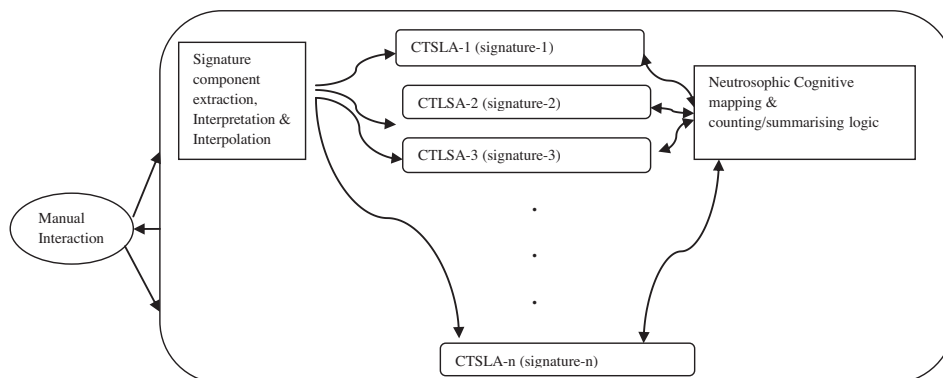 Signature
component
extraction,
Interpretation &
Interpolation
CTSLA-1 (signature-1)
CTLSA-2 (signature-2)
CTLSA-3 (signature-3)
Neutrosophic Cognitive
mapping &
counting/summarising logic
Manual
Interaction
CTSLA-n (signature-n)